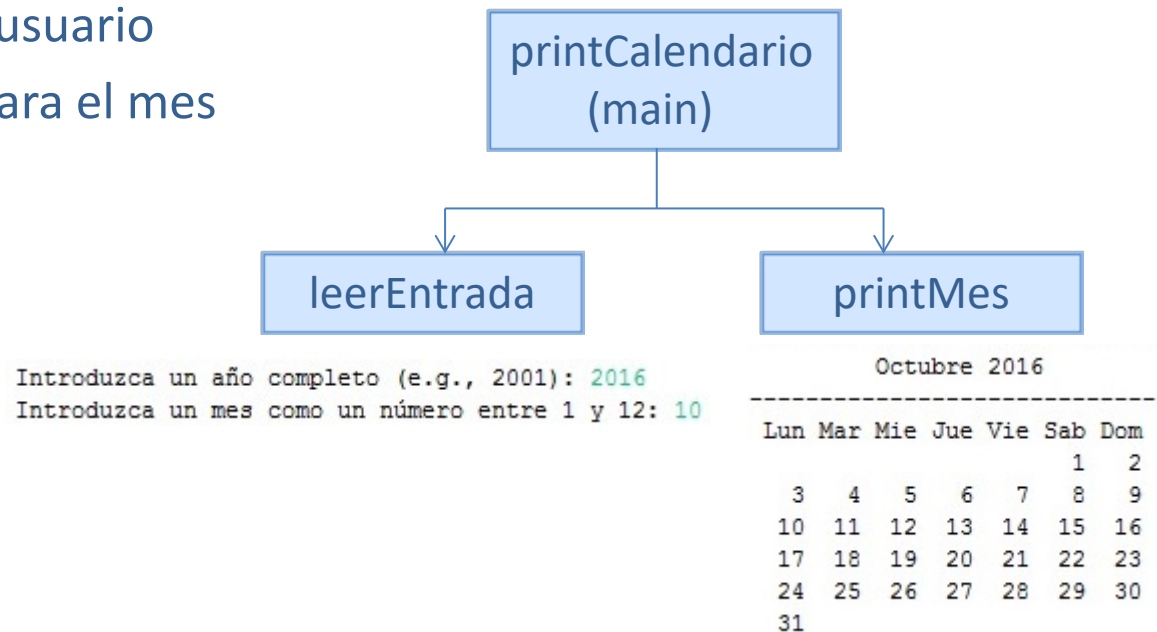 usuario
ara el mes
printCalendario
(main)
leerEntrada
printMes
Introduzca un año completo (e.g., 2001): 2016
Introduzca un mes como un número entre 1 y 12: 10
Octubre 2016
-----------------------------
Lun Mar Mie Jue Vie Sab Dom
1 2
3 4 5 6 7 8 9
10 11 12 13 14 15 16
17 18 19 20 21 22 23
24 25 26 27 28 29 30
31